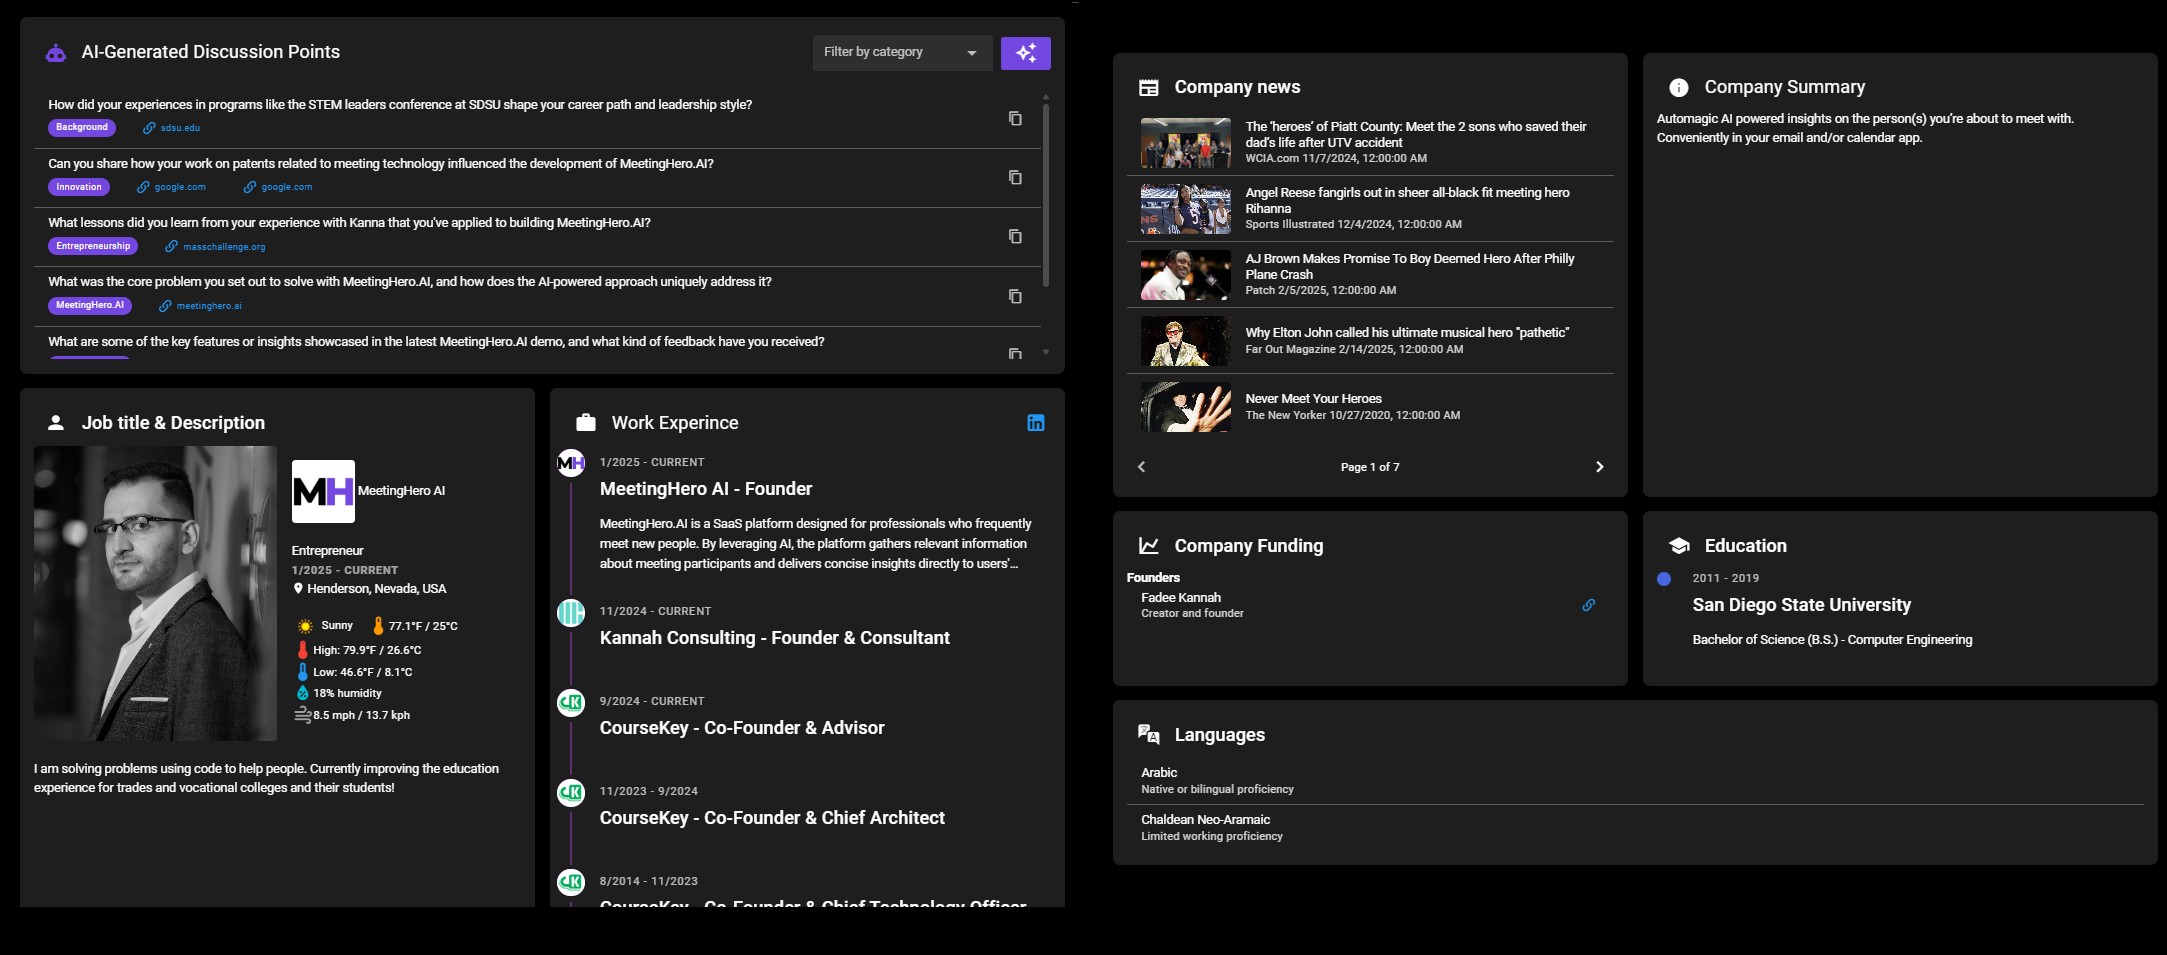 AI-Generated Discussion Points
Filter by category
How did your experiences in programs like the STEM leaders conference at SDSU shape your career path and leadership style?
Background
sdsu.edu
Can you share how your work on patents related to meeting technology influenced the development of MeetingHero.AI?
Innovation
google.com
google.com
What lessons did you learn from your experience with Kanna that you've applied to building MeetingHero.AI?
Entrepreneurship
masschallenge.org
What was the core problem you set out to solve with MeetingHero.AI, and how does the AI-powered approach uniquely address it?
MeetingHero.AI
meetinghero.ai
What are some of the key features or insights showcased in the latest MeetingHero.AI demo, and what kind of feedback have you received?
Job title & Description
MH
MeetingHero AI
Entrepreneur
1/2025 - CURRENT
Henderson, Nevada, USA
Sunny
77.1°F / 25°C
High: 79.9°F / 26.6°C
Low: 46.6°F / 8.1°C
18% humidity
8.5 mph / 13.7 kph
I am solving problems using code to help people. Currently improving the education
experience for trades and vocational colleges and their students!
Work Experince
in
MH
1/2025 - CURRENT
MeetingHero AI - Founder
MeetingHero.AI is a SaaS platform designed for professionals who frequently
meet new people. By leveraging AI, the platform gathers relevant information
about meeting participants and delivers concise insights directly to users'...
11/2024 - CURRENT
Kannah Consulting - Founder & Consultant
CK
9/2024 - CURRENT
CourseKey - Co-Founder & Advisor
CK
11/2023 - 9/2024
CourseKey - Co-Founder & Chief Architect
CK
8/2014 - 11/2023
CourseKey - Co-Founder & Chief Technology Officer
Company news
The 'heroes' of Piatt County: Meet the 2 sons who saved their
dad's life after UTV accident
WCIA.com 11/7/2024, 12:00:00 AM
Angel Reese fangirls out in sheer all-black fit meeting hero
Rihanna
Sports Illustrated 12/4/2024, 12:00:00 AM
AJ Brown Makes Promise To Boy Deemed Hero After Philly
Plane Crash
Patch 2/5/2025, 12:00:00 AM
Why Elton John called his ultimate musical hero "pathetic"
Far Out Magazine 2/14/2025, 12:00:00 AM
Never Meet Your Heroes
The New Yorker 10/27/2020, 12:00:00 AM
Page 1 of 7
Company Summary
Automagic AI powered insights on the person(s) you're about to meet with.
Conveniently in your email and/or calendar app.
Company Funding
Founders
Fadee Kannah
Creator and founder
Education
2011 - 2019
San Diego State University
Bachelor of Science (B.S.) - Computer Engineering
Languages
Arabic
Native or bilingual proficiency
Chaldean Neo-Aramaic
Limited working proficiency